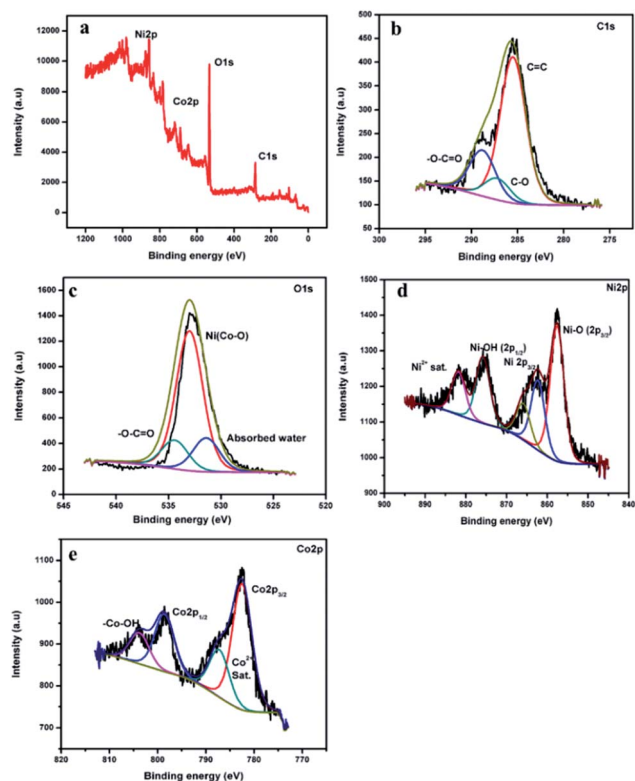 a
Ni2p
O1s
Co2p
C1s
Intensity (a.u)
12000
10000
8000
6000
4000
2000
0
1200 1000 800 600 400 200 0
Binding energy (eV)
b
C1s
C=C
-O-C=O
C-O
Intensity (a.u)
450
400
350
300
250
200
150
100
50
300 295 290 285 280 275
Binding energy (eV)
c
O1s
Ni(Co-O)
-O-C=O
Absorbed water
Intensity (a.u)
1600
1400
1200
1000
800
600
400
200
0
545 540 535 530 525 520
Binding energy (eV)
d
Ni2p
Ni-O (2p3/2)
Ni-OH (2p1/2)
Ni 2p3/2
Ni2+ sat.
Intensity (a.u)
1500
1400
1300
1200
1100
1000
900 890 880 870 860 850 840
Binding energy (eV)
e
Co2p
Co2p3/2
Co2p1/2
-Co-OH
Co2+
Sat.
Intensity (a.u)
1100
1000
900
800
700
820 810 800 790 780 770 760
Binding energy (eV)